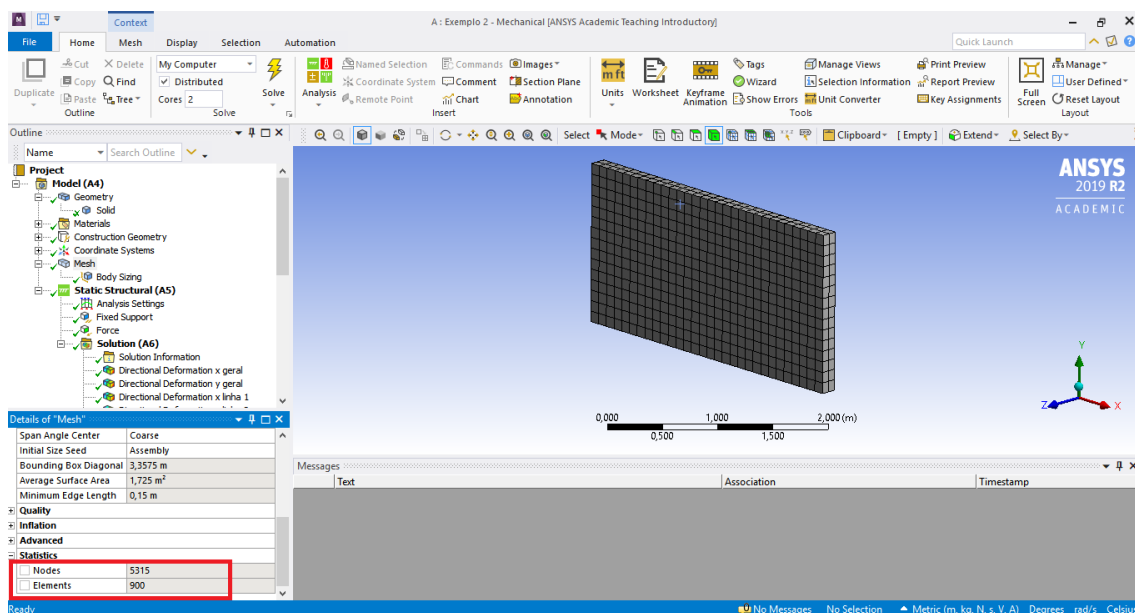 Context
A : Exemplo 2 - Mechanical [ANSYS Academic Teaching Introductory]
File Home Mesh Display Selection Automation
Quick Launch
Duplicate
Cut
Copy
Paste
Delete
Find
Tree
Outline
My Computer
Distributed
Cores 2
Solve
Solve
Analysis
Named Selection
Coordinate System
Remote Point
Commands
Comment
Chart
Images
Section Plane
Annotation
Insert
Units
Worksheet
Keyframe
Animation
Tags
Wizard
Show Errors
Manage Views
Selection Information
Unit Converter
Print Preview
Report Preview
Key Assignments
Tools
Full
Screen
Manage
User Defined
Reset Layout
Layout
Outline
Name
Search Outline
Select Mode Clipboard [ Empty ] Extend Select By
Project
Model (A4)
Geometry
Solid
Materials
Construction Geometry
Coordinate Systems
Mesh
Body Sizing
Static Structural (A5)
Analysis Settings
Fixed Support
Force
Solution (A6)
Solution Information
Directional Deformation x geral
Directional Deformation y geral
Directional Deformation x linha 1
ANSYS
2019 R2
ACADEMIC
Y
Z X
0,000 1,000 2,000 (m)
0,500 1,500
Details of "Mesh"
Span Angle Center Coarse
Initial Size Seed Assembly
Bounding Box Diagonal 3,3575 m
Average Surface Area 1,725 m²
Minimum Edge Length 0,15 m
Quality
Inflation
Advanced
Statistics
Nodes 5315
Elements 900
Messages
Text Association Timestamp
Ready
No Messages No Selection Metric (m, kg, N, s, V, A) Degrees rad/s Celsiu